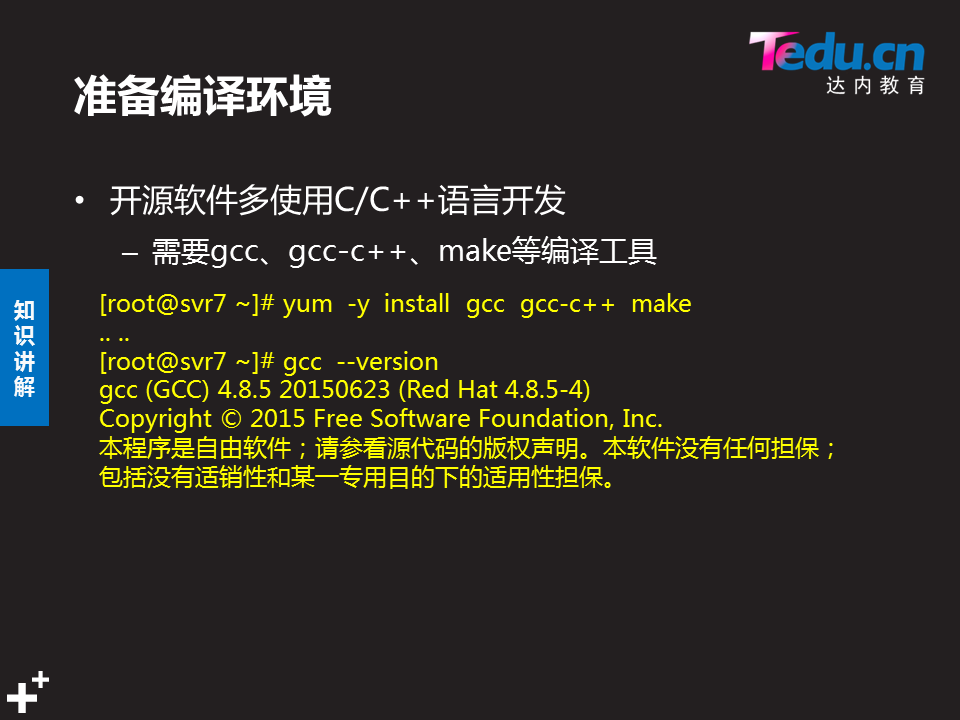 Tedu.cn
达内教育
准备编译环境
• 开源软件多使用C/C++语言开发
– 需要gcc、gcc-c++、make等编译工具
知识讲解
[root@svr7 ~]# yum -y install gcc gcc-c++ make
.. ..
[root@svr7 ~]# gcc --version
gcc (GCC) 4.8.5 20150623 (Red Hat 4.8.5-4)
Copyright © 2015 Free Software Foundation, Inc.
本程序是自由软件；请参看源代码的版权声明。本软件没有任何担保；
包括没有适销性和某一专用目的下的适用性担保。